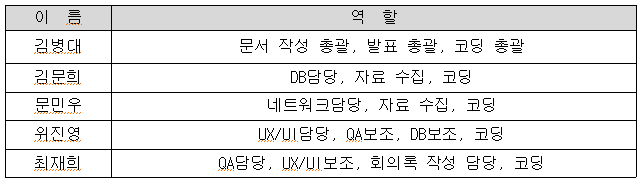 이 름 역 할
김병대 문서 작성 총괄, 발표 총괄, 코딩 총괄
김문희 DB담당, 자료 수집, 코딩
문민우 네트워크담당, 자료 수집, 코딩
위진영 UX/UI담당, QA보조, DB보조, 코딩
최재희 QA담당, UX/UI보조, 회의록 작성 담당, 코딩